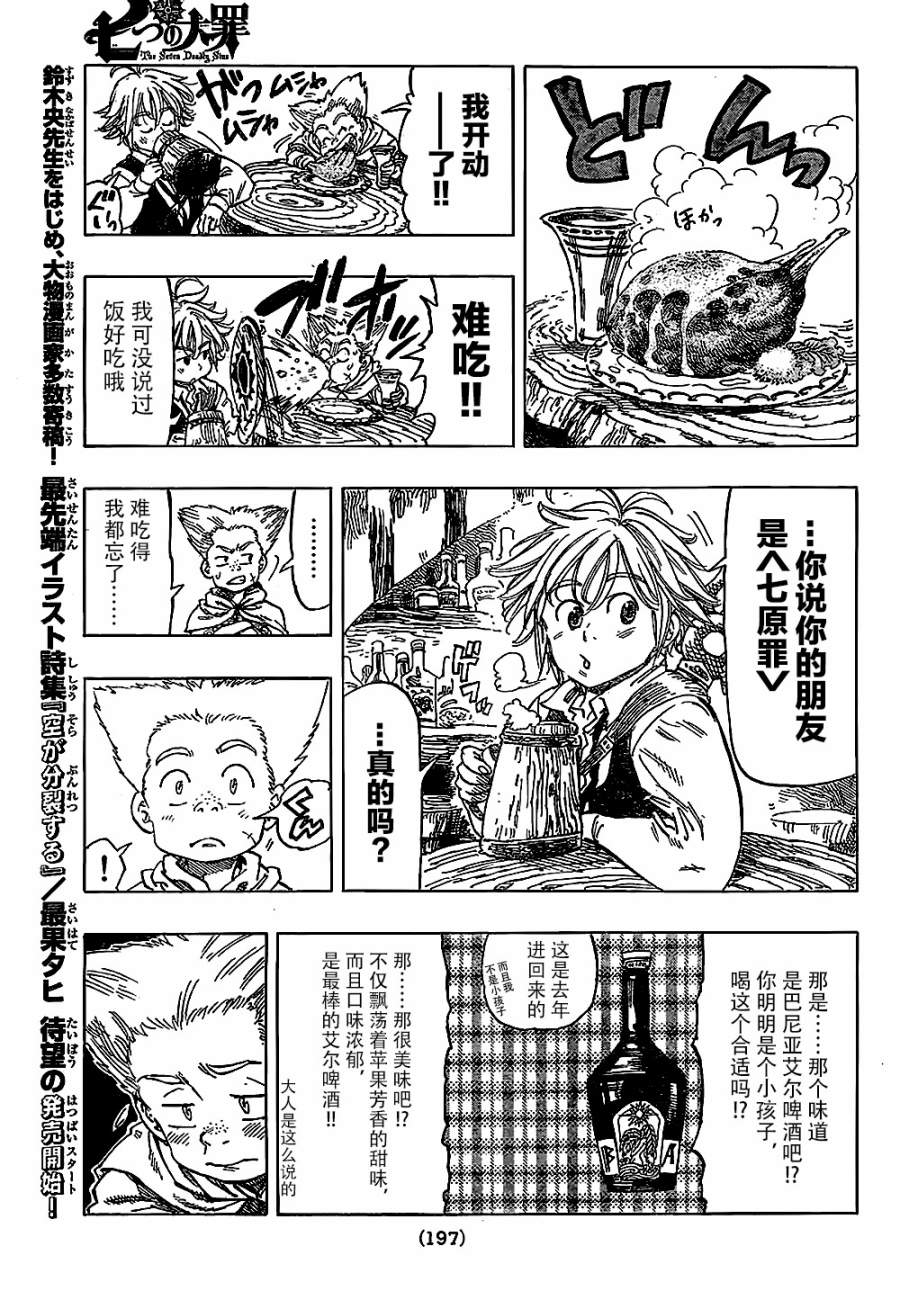 七つの大罪
The Seven Deadly Sins
どんっ
ほかっ
我开动
——了!!
ムシャ
ムシャ
がっ
ぐいーっ
难吃!!
我可没说过
饭好吃哦
…你说你的朋友
是<七原罪>
…真的吗？
………
难吃得
我都忘了……
！
那是……那个味道
是巴尼亚艾尔啤酒吧!?
你明明是个小孩子，
喝这个合适吗!?
这是去年
进回来的
而且我
不是小孩子
B A
那……那很美味吧!?
不仅飘荡着苹果芳香的甜味，
而且口味浓郁，
是最棒的艾尔啤酒!!
大人是这么说的
鈴木央先生をはじめ、大物漫画家多数寄稿！最先端イラスト詩集『空が分裂する』／最果タヒ 待望の発売開始！
(197)